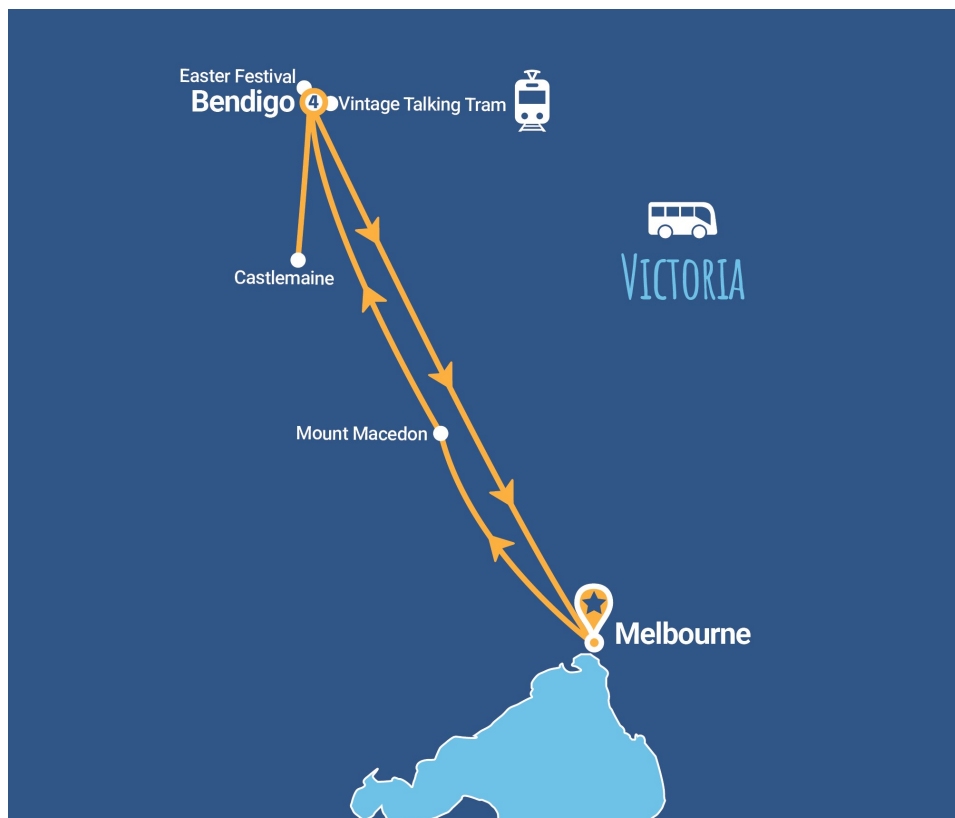 Easter Festival
Bendigo 4 Vintage Talking Tram
VICTORIA
Castlemaine
Mount Macedon
Melbourne